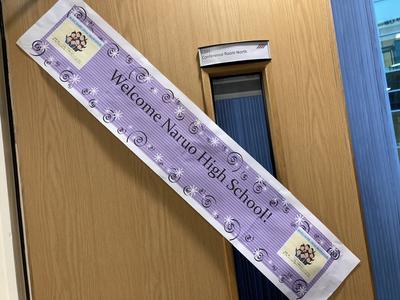 Conference Room North
Welcome Naruo High School!